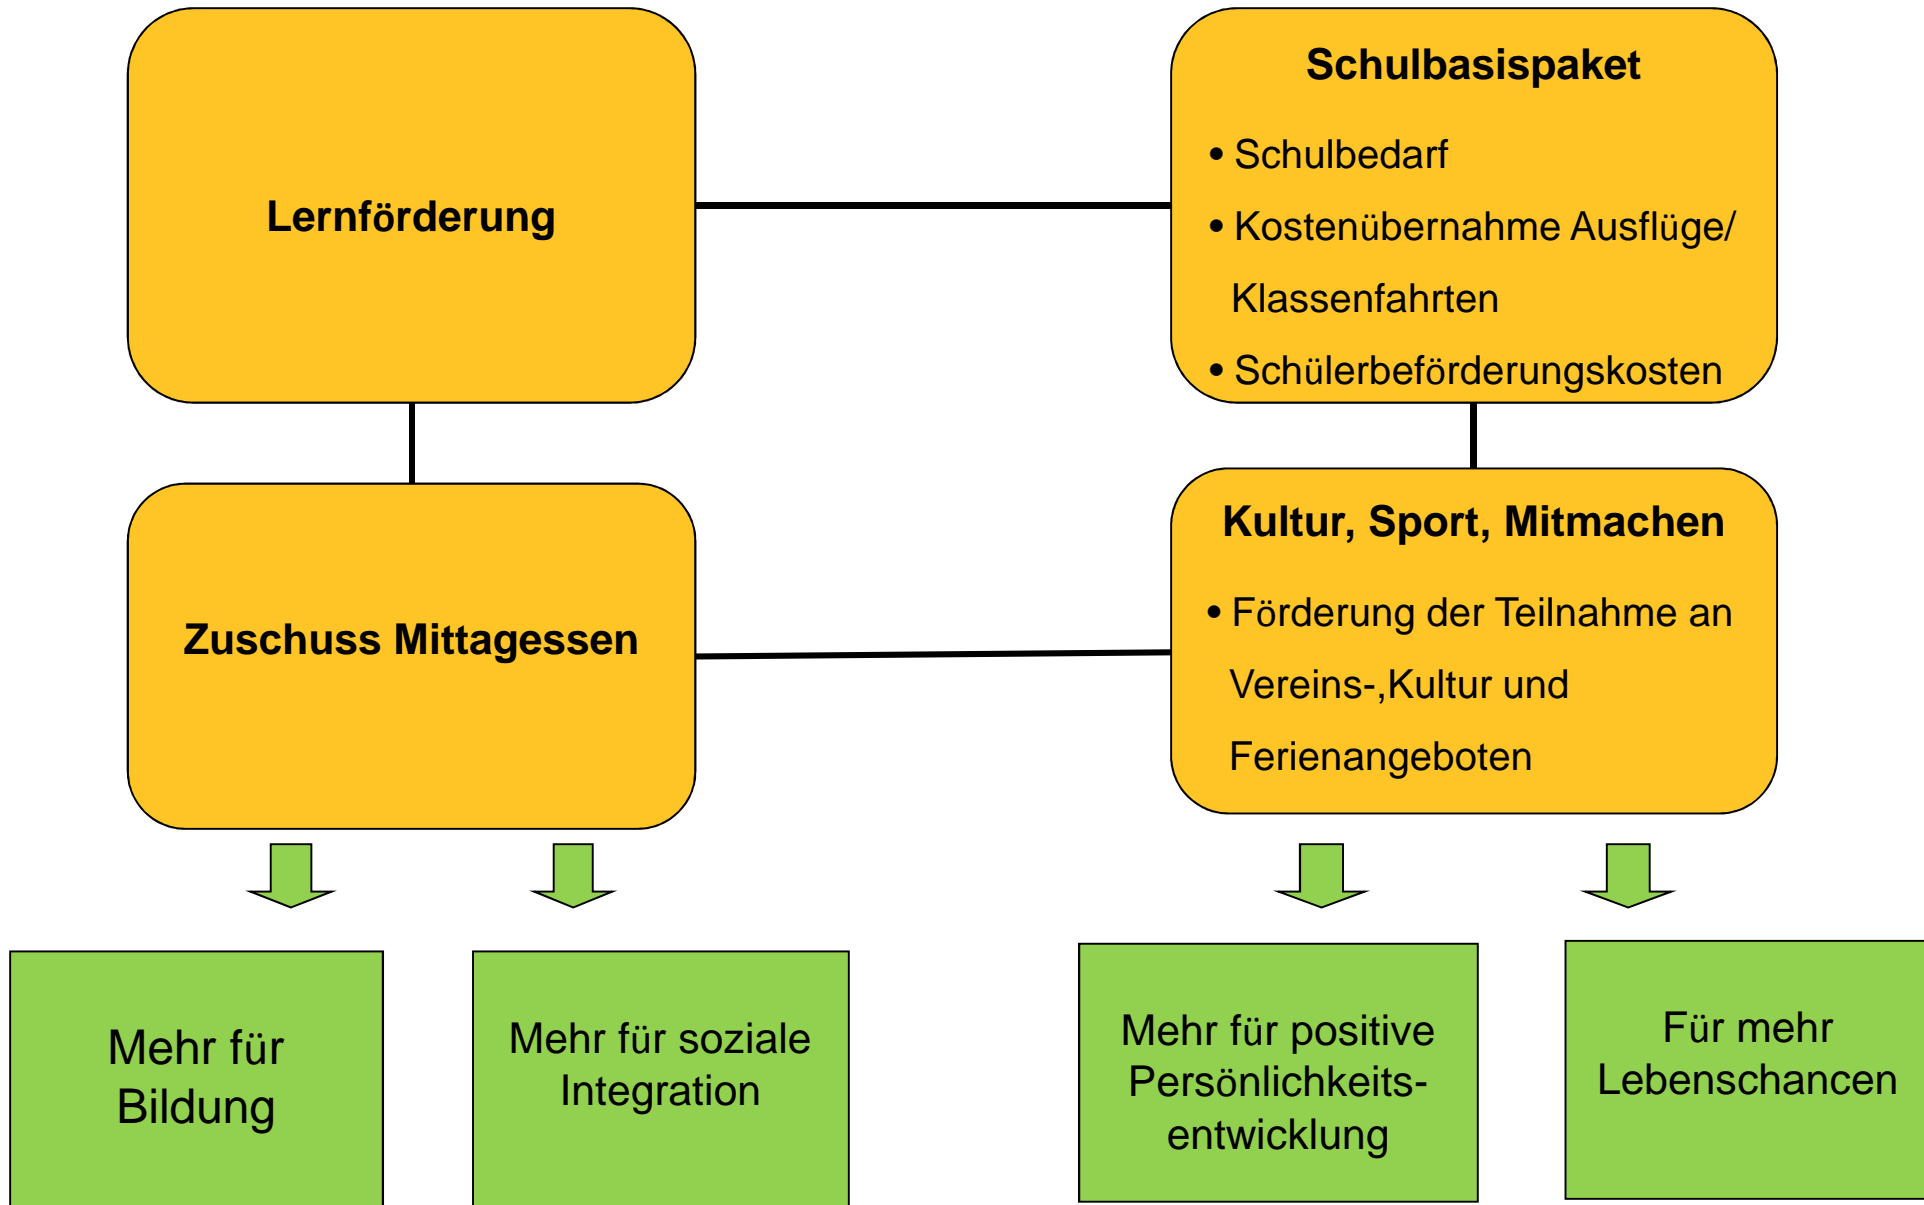 Lernförderung
Schulbasispaket
• Schulbedarf
• Kostenübernahme Ausflüge/
Klassenfahrten
• Schülerbeförderungskosten
Zuschuss Mittagessen
Kultur, Sport, Mitmachen
• Förderung der Teilnahme an
Vereins-,Kultur und
Ferienangeboten
Mehr für
Bildung
Mehr für soziale
Integration
Mehr für positive
Persönlichkeits-
entwicklung
Für mehr
Lebenschancen